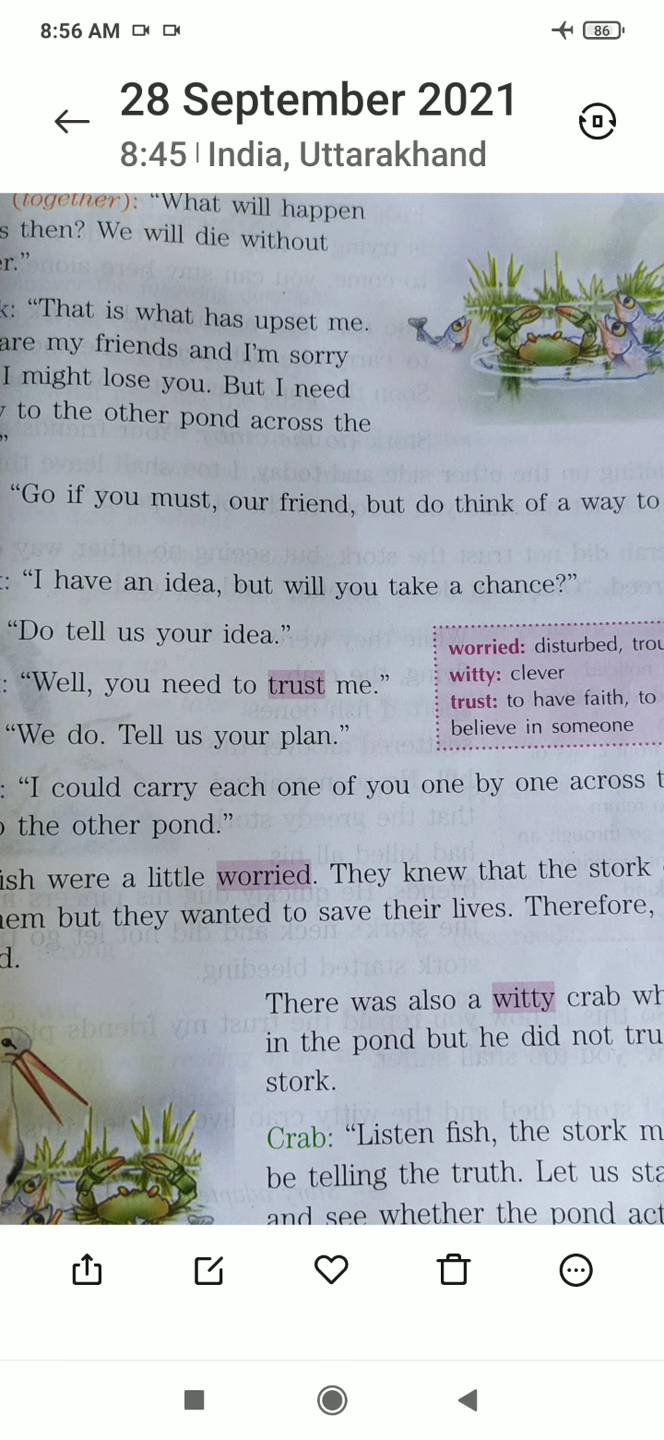 8:56 AM
86
28 September 2021
8:45 | India, Uttarakhand
(together): “What will happen
s then? We will die without
er.”
k: “That is what has upset me.
are my friends and I'm sorry
I might lose you. But I need
y to the other pond across the
”
“Go if you must, our friend, but do think of a way to
: “I have an idea, but will you take a chance?”
“Do tell us your idea.”
: “Well, you need to trust me.”
“We do. Tell us your plan.”
worried: disturbed, trou
witty: clever
trust: to have faith, to
believe in someone
: “I could carry each one of you one by one across t
o the other pond.”
ish were a little worried. They knew that the stork
hem but they wanted to save their lives. Therefore,
d.
There was also a witty crab wh
in the pond but he did not tru
stork.
Crab: “Listen fish, the stork m
be telling the truth. Let us sta
and see whether the pond act